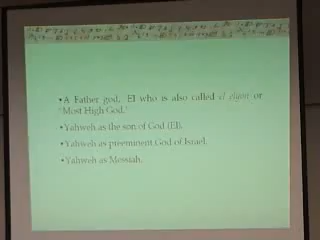 •A Father god, El who is also called el elyon or
"Most High God."
•Yahweh as the son of God (El).
•Yahweh as preeminent God of Israel.
•Yahweh as Messiah.